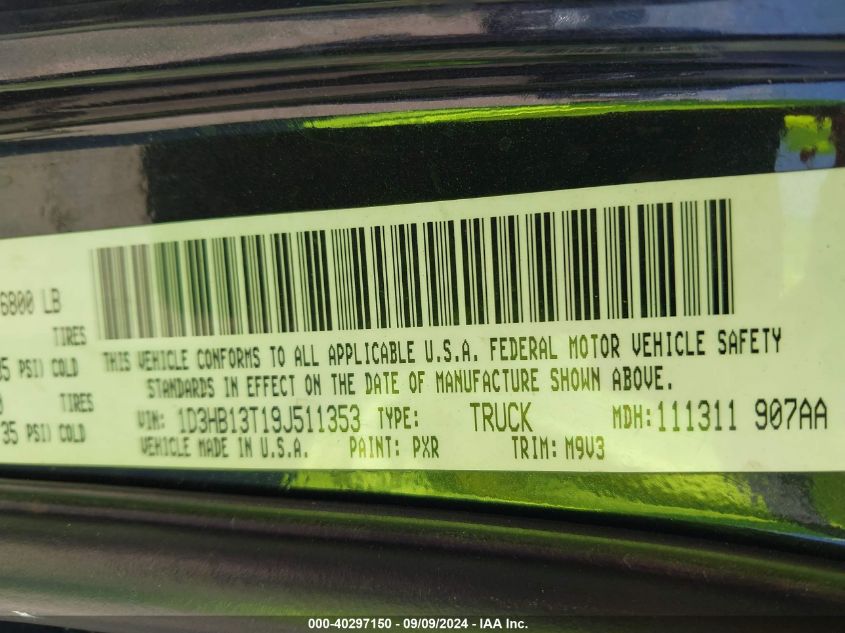 6800 LB
TIRES
35 PSI) COLD
TIRES
35 PSI) COLD
THIS VEHICLE CONFORMS TO ALL APPLICABLE U.S.A. FEDERAL MOTOR VEHICLE SAFETY
STANDARDS IN EFFECT ON THE DATE OF MANUFACTURE SHOWN ABOVE.
VIN: 1D3HB13T19J511353 TYPE: TRUCK MDH: 111311 907AA
VEHICLE MADE IN U.S.A. PAINT: PXR TRIM: M9V3
000-40297150 - 09/09/2024 - IAA Inc.